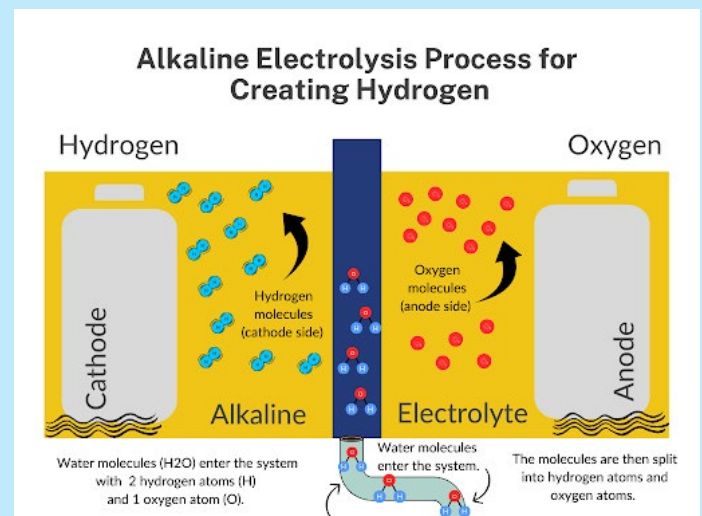 Alkaline Electrolysis Process for
Creating Hydrogen
Hydrogen
Oxygen
Hydrogen
molecules
(cathode side)
Oxygen
molecules
(anode side)
Cathode
Anode
Alkaline
Electrolyte
H
O
H
H
O
H
H
O
H
H
O
H
Water molecules (H2O) enter the system
with 2 hydrogen atoms (H)
and 1 oxygen atom (O).
Water molecules
enter the system.
The molecules are then split
into hydrogen atoms and
oxygen atoms.
H
O
H
H
O
H
H
O
H